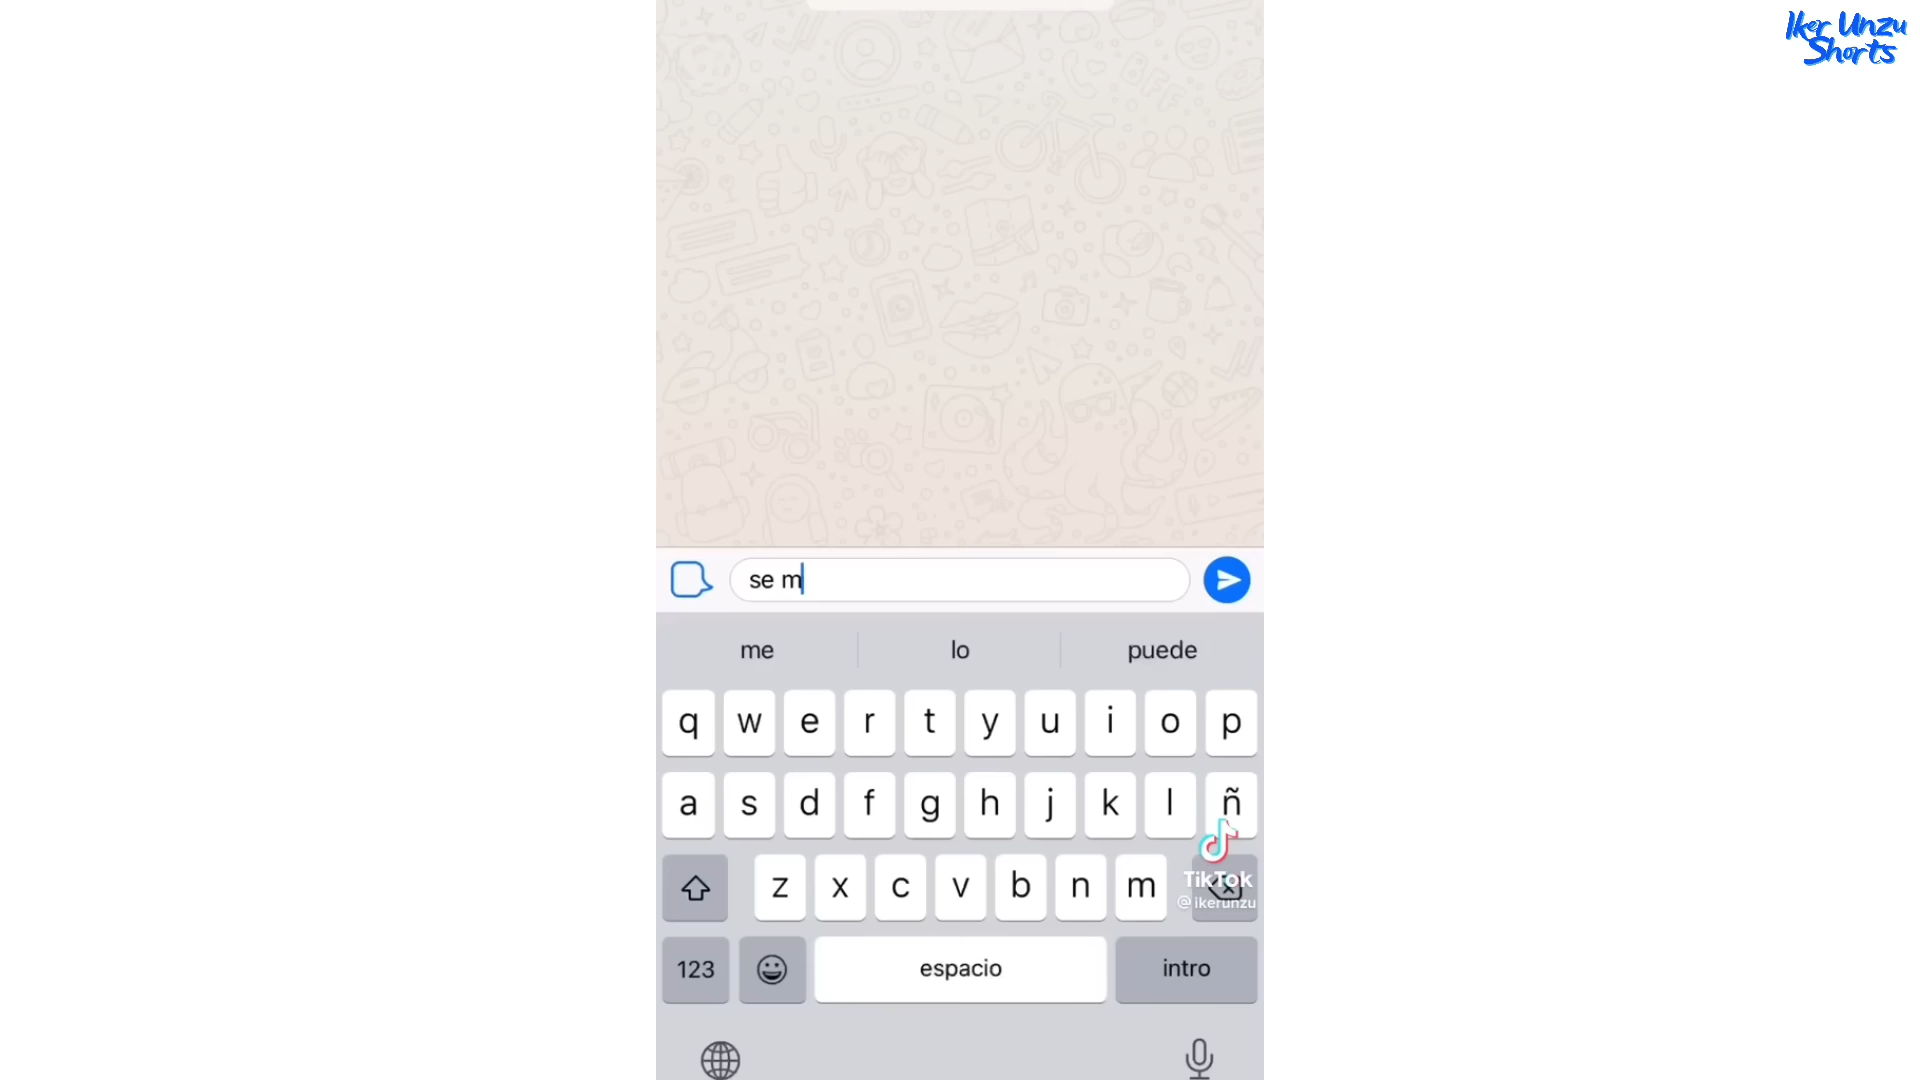 Iker Unzu
Shorts
se m
me lo puede
q w e r t y u i o p
a s d f g h j k l ñ
z x c v b n m
TikTok
@ikerunzu
123 espacio intro